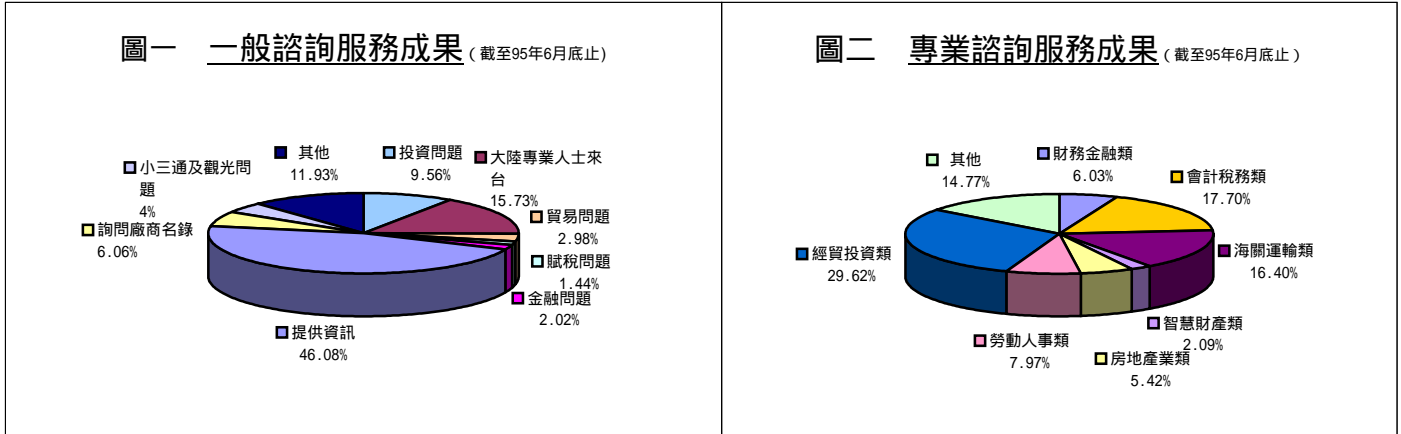 圖一 一般諮詢服務成果(截至95年6月底止)
其他
11.93%
投資問題
9.56%
大陸專業人士來
台
15.73%
貿易問題
2.98%
賦稅問題
1.44%
金融問題
2.02%
提供資訊
46.08%
詢問廠商名錄
6.06%
小三通及觀光問
題
4%
圖二 專業諮詢服務成果(截至95年6月底止)
其他
14.77%
財務金融類
6.03%
會計稅務類
17.70%
海關運輸類
16.40%
智慧財產類
2.09%
房地產業類
5.42%
勞動人事類
7.97%
經貿投資類
29.62%